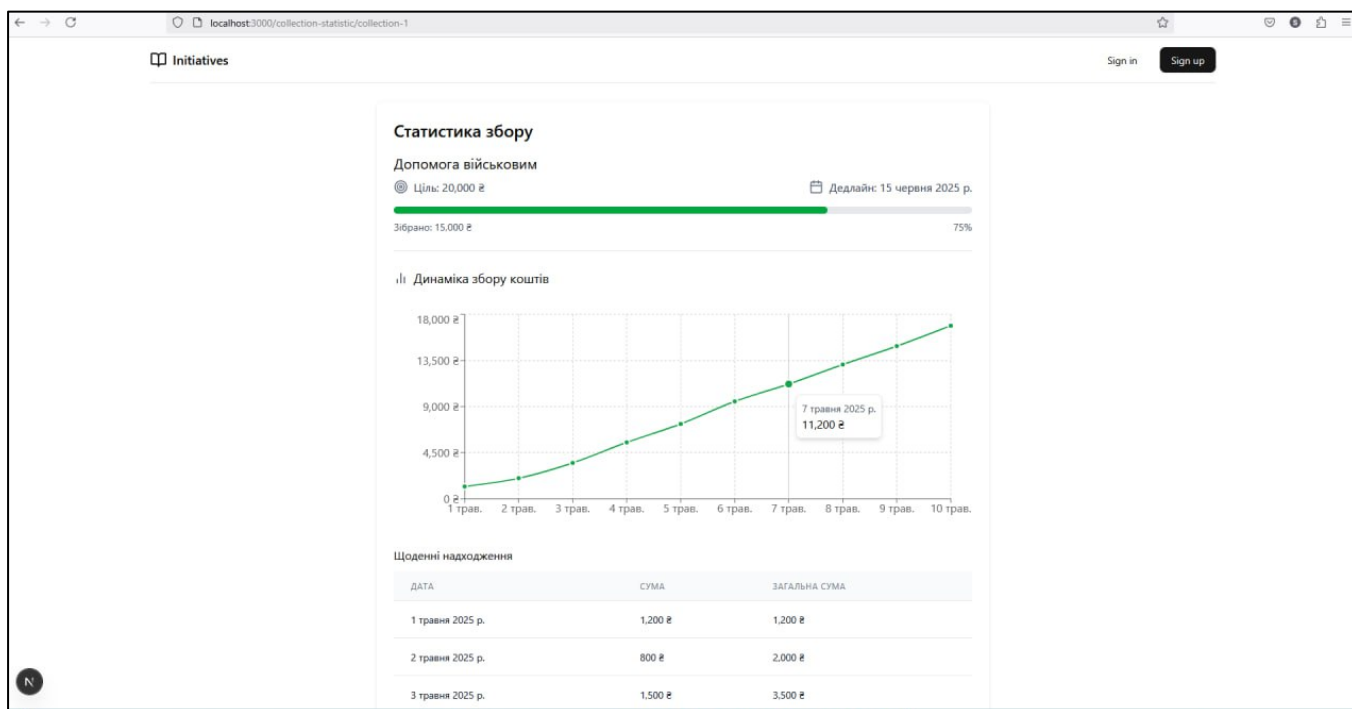 localhost:3000/collection-statistic/collection-1
Initiatives
Sign in
Sign up
Статистика збору
Допомога військовим
Ціль: 20,000 ₴
Дедлайн: 15 червня 2025 р.
Зібрано: 15,000 ₴
75%
Динаміка збору коштів
18,000 ₴
13,500 ₴
9,000 ₴
4,500 ₴
0 ₴
7 травня 2025 р.
11,200 ₴
1 трав. 2 трав. 3 трав. 4 трав. 5 трав. 6 трав. 7 трав. 8 трав. 9 трав. 10 трав.
Щоденні надходження
ДАТА СУМА ЗАГАЛЬНА СУМА
1 травня 2025 р. 1,200 ₴ 1,200 ₴
2 травня 2025 р. 800 ₴ 2,000 ₴
3 травня 2025 р. 1,500 ₴ 3,500 ₴
N